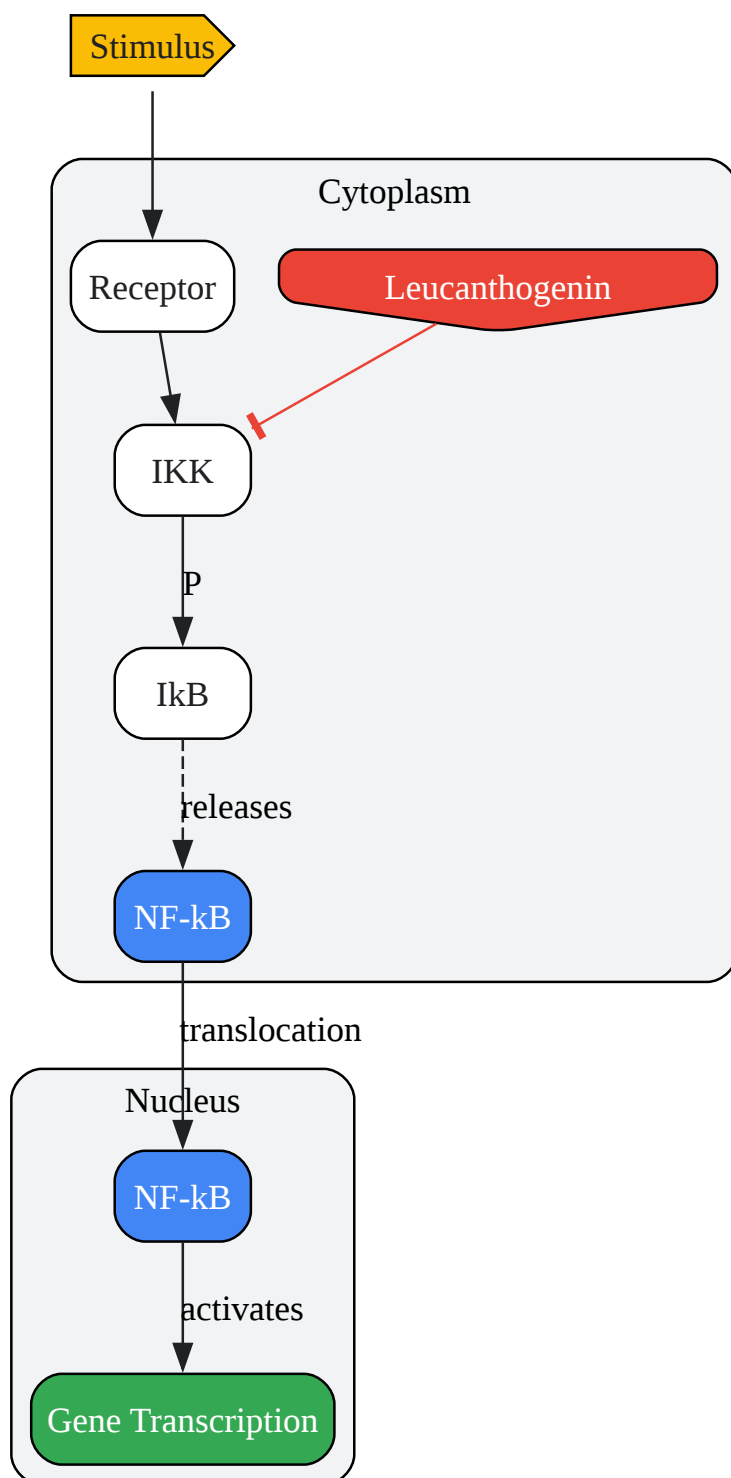 Stimulus
Cytoplasm
Receptor
Leucanthogenin
IKK
P
IkB
releases
NF-kB
translocation
Nucleus
NF-kB
activates
Gene Transcription